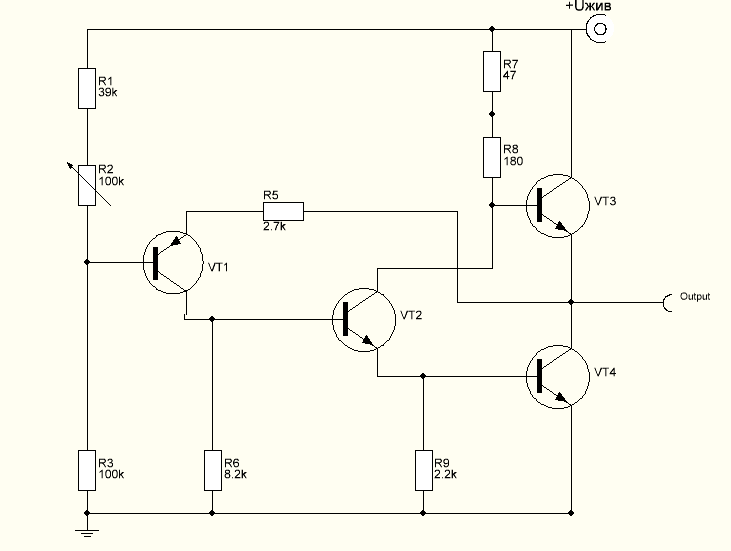 +Uжив
R7
47
R1
39k
R8
180
R2
100k
R5
2.7k
VT3
VT1
Output
VT2
VT4
R3
100k
R6
8.2k
R9
2.2k